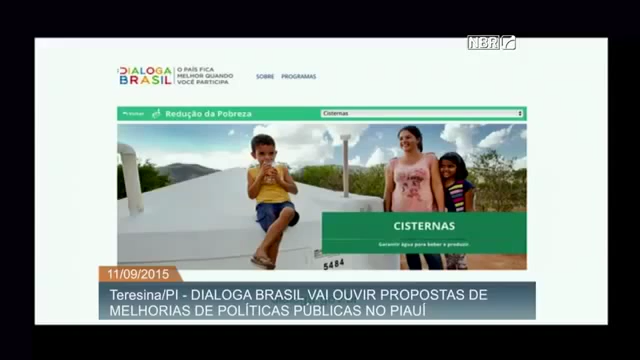 NBR
DIALOGA
BRASIL
O PAÍS FICA
MELHOR QUANDO
VOCÊ PARTICIPA
SOBRE PROGRAMAS
Voltar Redução da Pobreza Cisternas
CISTERNAS
Garantir água para beber e produzir
5484
11/09/2015
Teresina/PI - DIALOGA BRASIL VAI OUVIR PROPOSTAS DE
MELHORIAS DE POLÍTICAS PÚBLICAS NO PIAUÍ